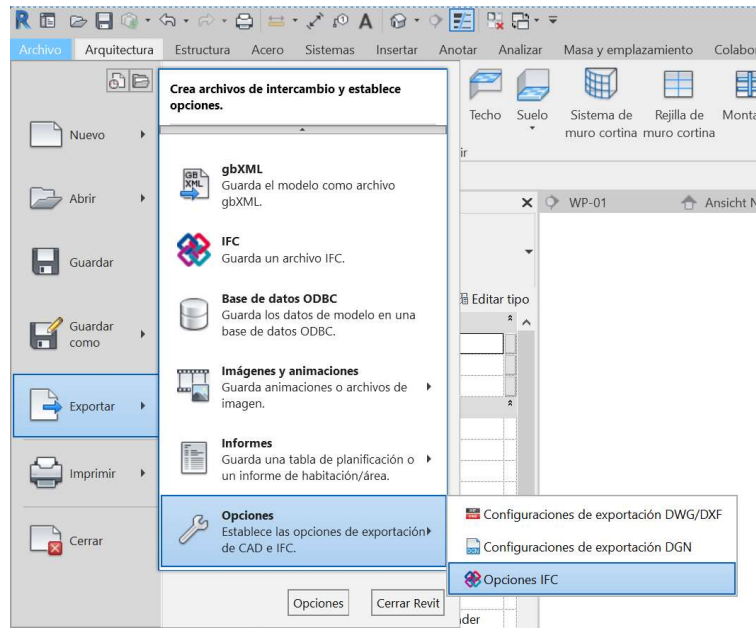 Archivo Arquitectura Estructura Acero Sistemas Insertar Anotar Analizar Masa y emplazamiento
Crea archivos de intercambio y establece
opciones.
Techo Suelo Sistema de Rejilla de
muro cortina muro cortina
Nuevo
gbXML
Guarda el modelo como archivo
gbXML.
Abrir
WP-01 Ansicht N
IFC
Guarda un archivo IFC.
Guardar
Base de datos ODBC
Guarda los datos de modelo en una
base de datos ODBC.
Editar tipo
Guardar
como
Imágenes y animaciones
Guarda animaciones o archivos de
imagen.
Exportar
Informes
Guarda una tabla de planificación o
un informe de habitación/área.
Imprimir
Opciones
Establece las opciones de exportación
de CAD e IFC.
Configuraciones de exportación DWG/DXF
Configuraciones de exportación DGN
Opciones IFC
Cerrar
Opciones Cerrar Revit